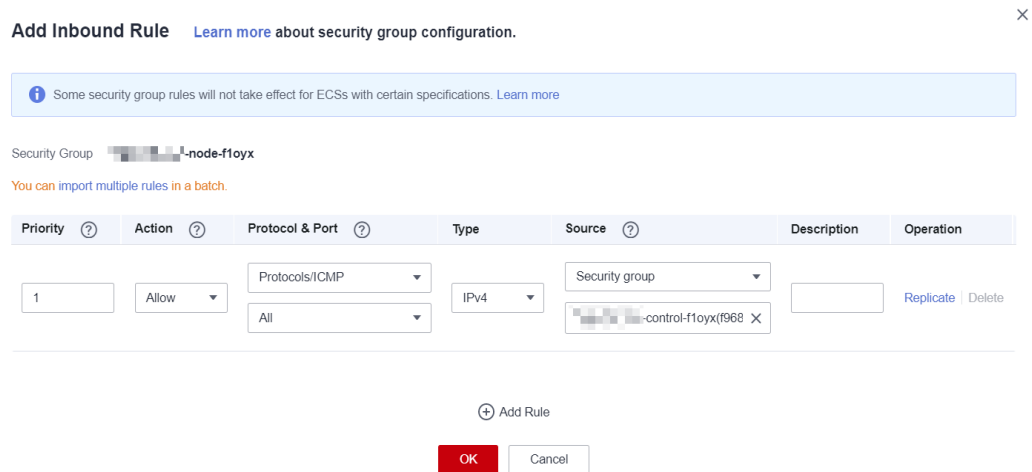 Add Inbound Rule Learn more about security group configuration.
Some security group rules will not take effect for ECSs with certain specifications. Learn more
Security Group -node-f1oyx
You can import multiple rules in a batch.
Priority Action Protocol & Port Type Source Description Operation
Protocols/ICMP Security group
1 Allow IPv4 Replicate Delete
All -control-f1oyx(f968
Add Rule
OK Cancel